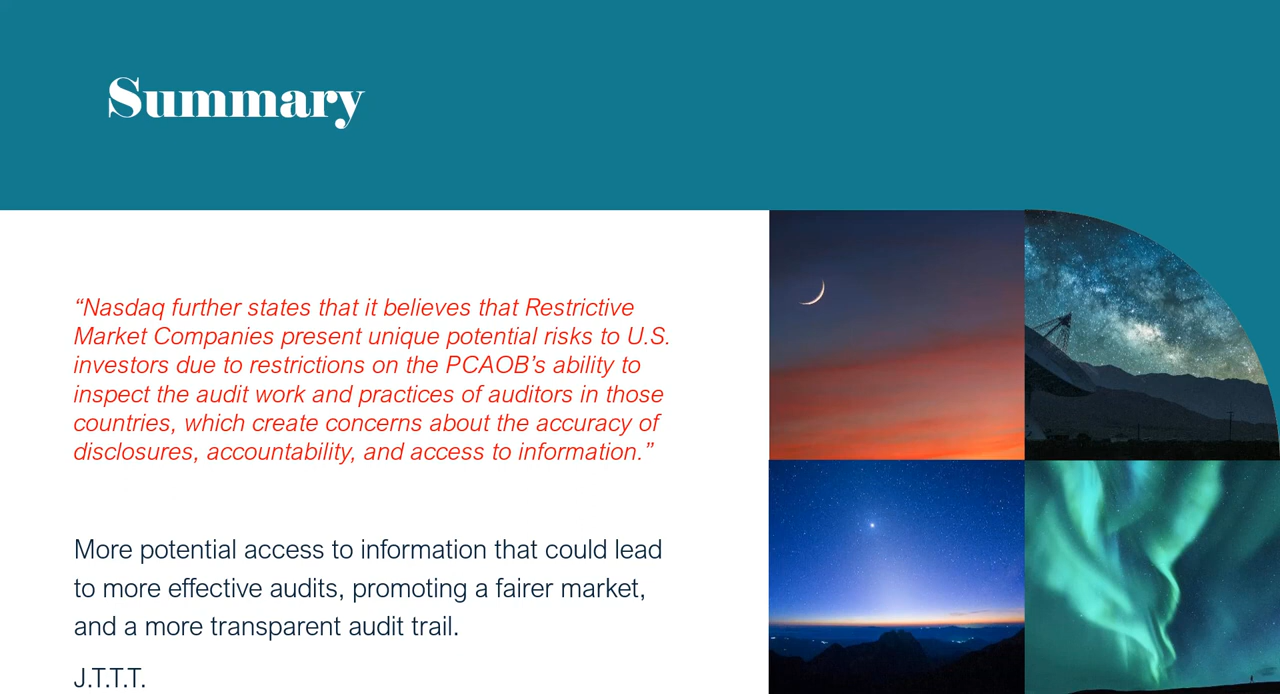 Summary
“Nasdaq further states that it believes that Restrictive
Market Companies present unique potential risks to U.S.
investors due to restrictions on the PCAOB’s ability to
inspect the audit work and practices of auditors in those
countries, which create concerns about the accuracy of
disclosures, accountability, and access to information.”
More potential access to information that could lead
to more effective audits, promoting a fairer market,
and a more transparent audit trail.
J.T.T.T.